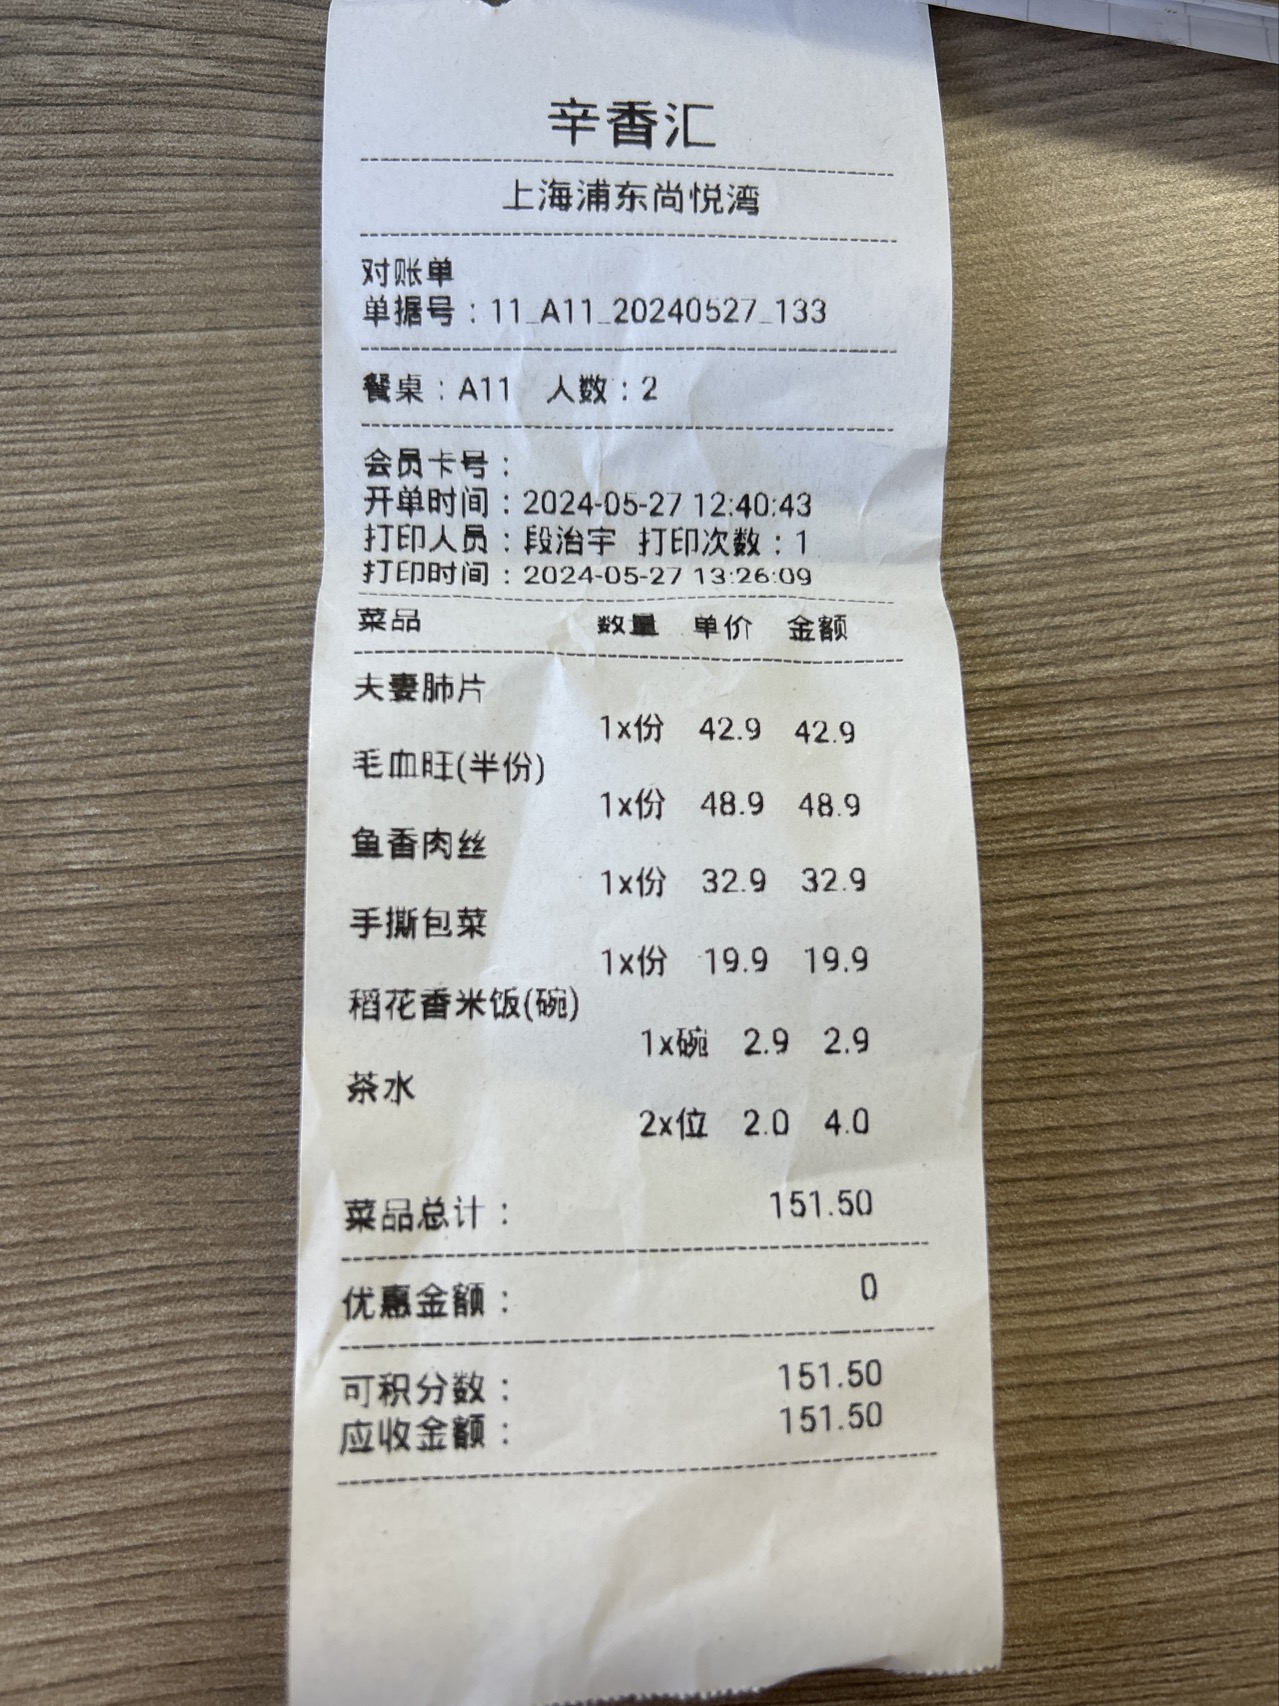 辛香汇
上海浦东尚悦湾
对账单
单据号：11_A11_20240527_133
餐桌：A11 人数：2
会员卡号：
开单时间：2024-05-27 12:40:43
打印人员：段治宇 打印次数：1
打印时间：2024-05-27 13:26:09
菜品 数量 单价 金额
夫妻肺片
1x份 42.9 42.9
毛血旺(半份)
1x份 48.9 48.9
鱼香肉丝
1x份 32.9 32.9
手撕包菜
1x份 19.9 19.9
稻花香米饭(碗)
1x碗 2.9 2.9
茶水
2x位 2.0 4.0
菜品总计： 151.50
优惠金额： 0
可积分数： 151.50
应收金额： 151.50